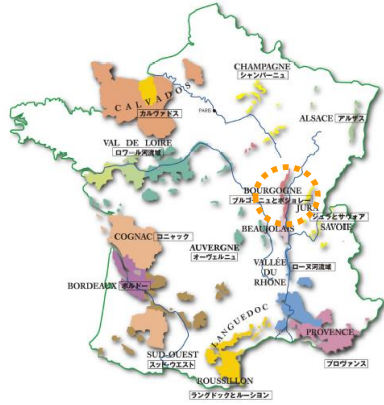 CHAMPAGNE
シャンパーニュ
CALVADOS
カルヴァドス
PARIS
ALSACE アルザス
VAL DE LOIRE
ロワール河流域
BOURGOGNE
ブルゴーニュとボジョレー
JURA
ジュラとサヴォア
SAVOIE
BEAUJOLAIS
COGNAC コニャック
AUVERGNE
オーヴェルニュ
VALLÉE
DU
RHÔNE
ローヌ河流域
BORDEAUX ボルドー
LANGUEDOC
PROVENCE
プロヴァンス
SUD-OUEST
スッド・ウエスト
ROUSSILLON
ラングドックとルーション